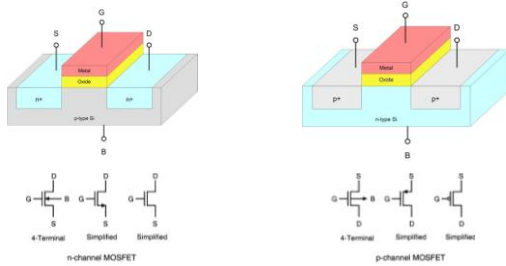 G
S
D
Metal
Oxide
n+
n+
p-type Si
B
D
G
B
S
4-Terminal
D
G
S
Simplified
D
G
S
Simplified
n-channel MOSFET
G
S
D
Metal
Oxide
p+
p+
n-type Si
B
S
G
B
D
4-Terminal
S
G
D
Simplified
S
G
D
Simplified
p-channel MOSFET